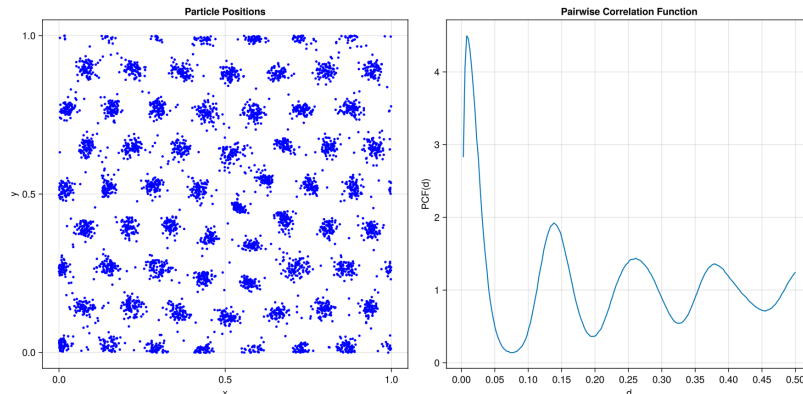 Particle Positions
1.0
0.5
0.0
y
0.0 0.5 1.0
x
Pairwise Correlation Function
4
3
2
1
0
PCF(d)
0.00 0.05 0.10 0.15 0.20 0.25 0.30 0.35 0.40 0.45 0.50
d